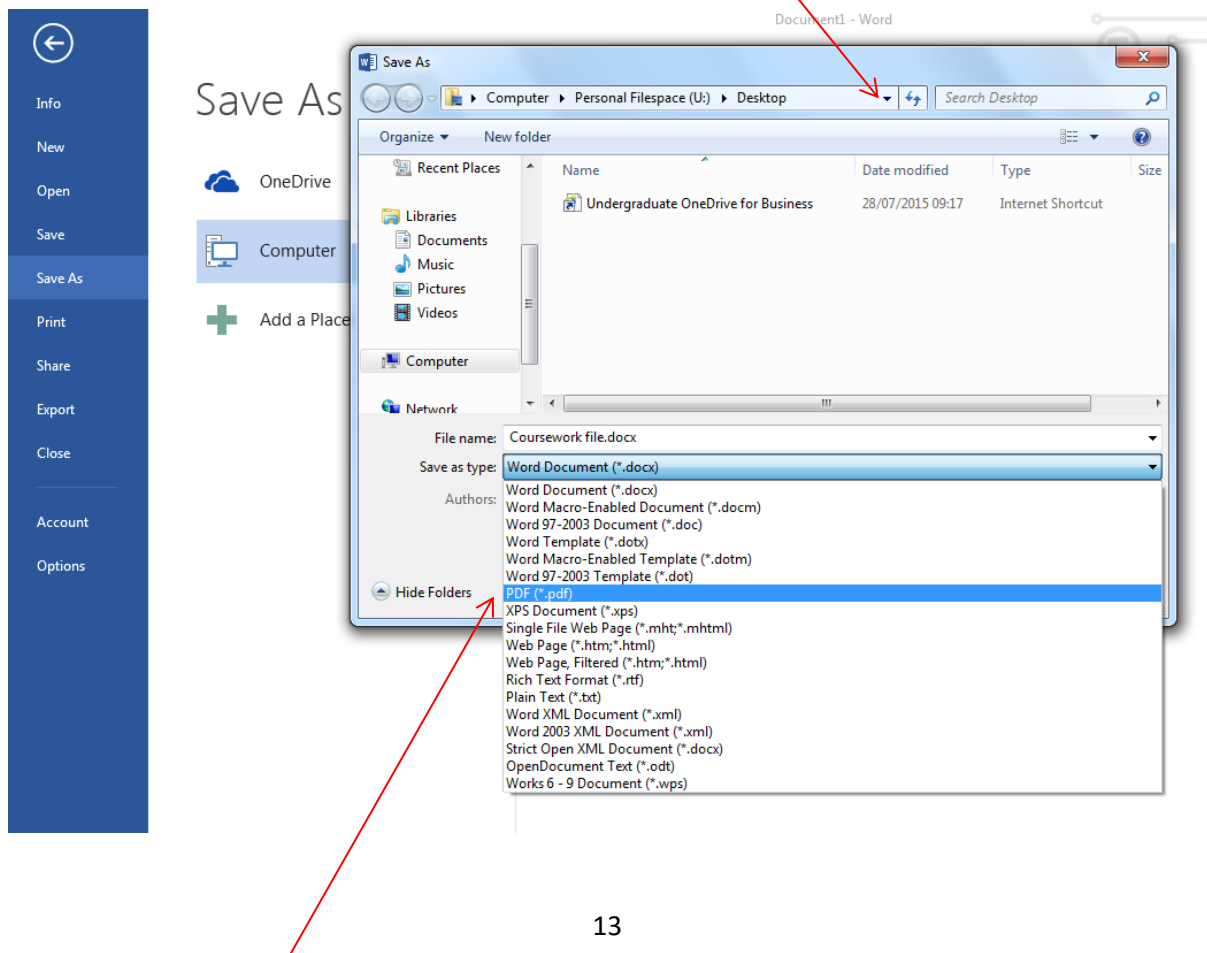 Document1 - Word
Info
New
Open
Save
Save As
Print
Share
Export
Close
Account
Options
Save As
OneDrive
Computer
Add a Place
Save As
Computer Personal Filespace (U:) Desktop
Search Desktop
Organize New folder
Recent Places
Libraries
Documents
Music
Pictures
Videos
Computer
Network
Name Date modified Type Size
Undergraduate OneDrive for Business 28/07/2015 09:17 Internet Shortcut
File name: Coursework file.docx
Save as type: Word Document (*.docx)
Authors:
Hide Folders
Word Document (*.docx)
Word Macro-Enabled Document (*.docm)
Word 97-2003 Document (*.doc)
Word Template (*.dotx)
Word Macro-Enabled Template (*.dotm)
Word 97-2003 Template (*.dot)
PDF (*.pdf)
XPS Document (*.xps)
Single File Web Page (*.mht;*.mhtml)
Web Page (*.htm;*.html)
Web Page, Filtered (*.htm;*.html)
Rich Text Format (*.rtf)
Plain Text (*.txt)
Word XML Document (*.xml)
Word 2003 XML Document (*.xml)
Strict Open XML Document (*.docx)
OpenDocument Text (*.odt)
Works 6 - 9 Document (*.wps)
13